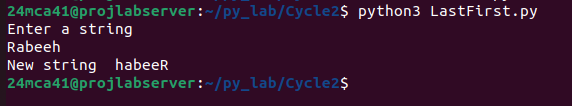 24mca41@projlabserver:~/py_lab/Cycle2$ python3 LastFirst.py
Enter a string
Rabeeh
New string  habeeR
24mca41@projlabserver:~/py_lab/Cycle2$